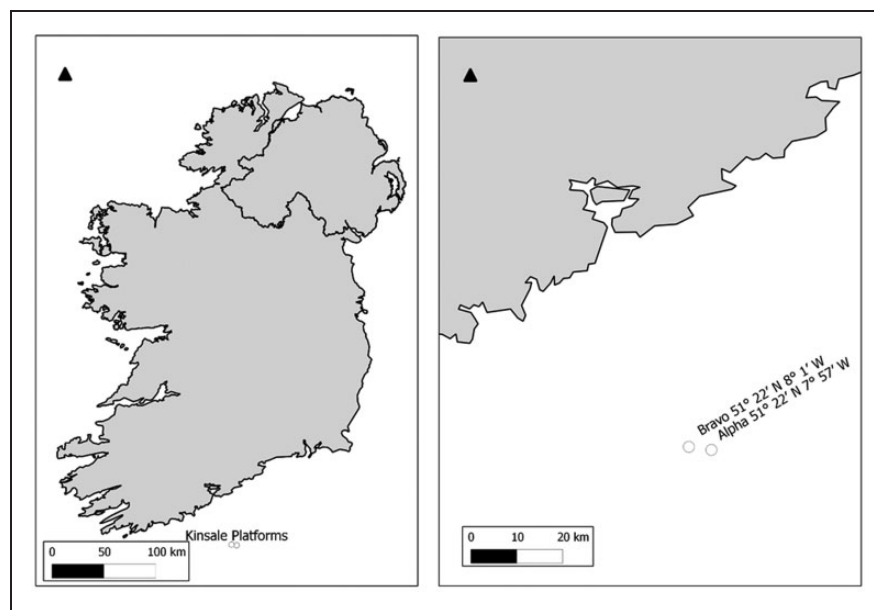 Kinsale Platforms
0 50 100 km
Bravo 51° 22' N 8° 1' W
Alpha 51° 22' N 7° 57' W
0 10 20 km